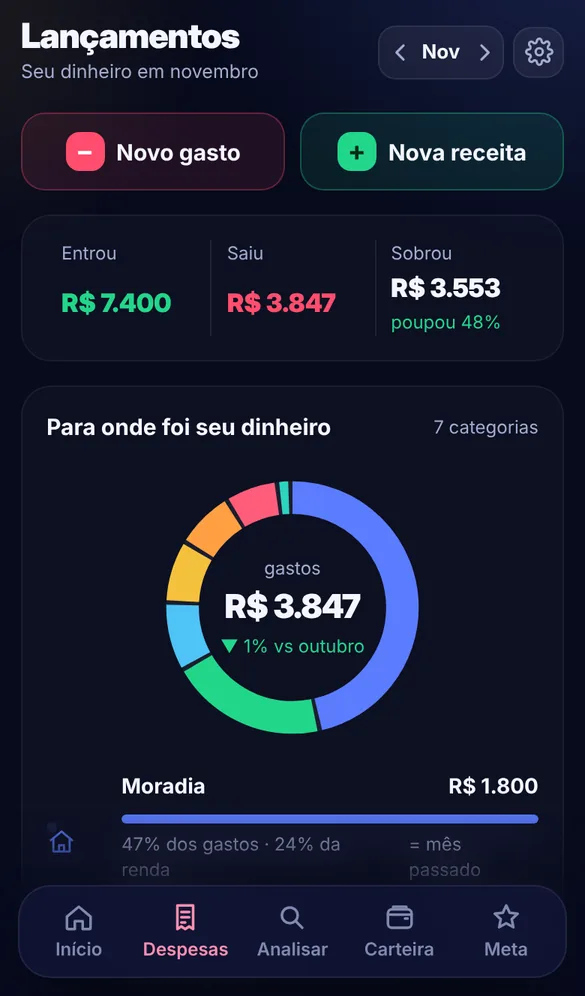 Lançamentos
Seu dinheiro em novembro
Nov
Novo gasto
Nova receita
Entrou
R$ 7.400
Saiu
R$ 3.847
Sobrou
R$ 3.553
poupou 48%
Para onde foi seu dinheiro
7 categorias
gastos
R$ 3.847
▼ 1% vs outubro
Moradia
R$ 1.800
47% dos gastos · 24% da
renda
= mês
passado
Início
Despesas
Analisar
Carteira
Meta